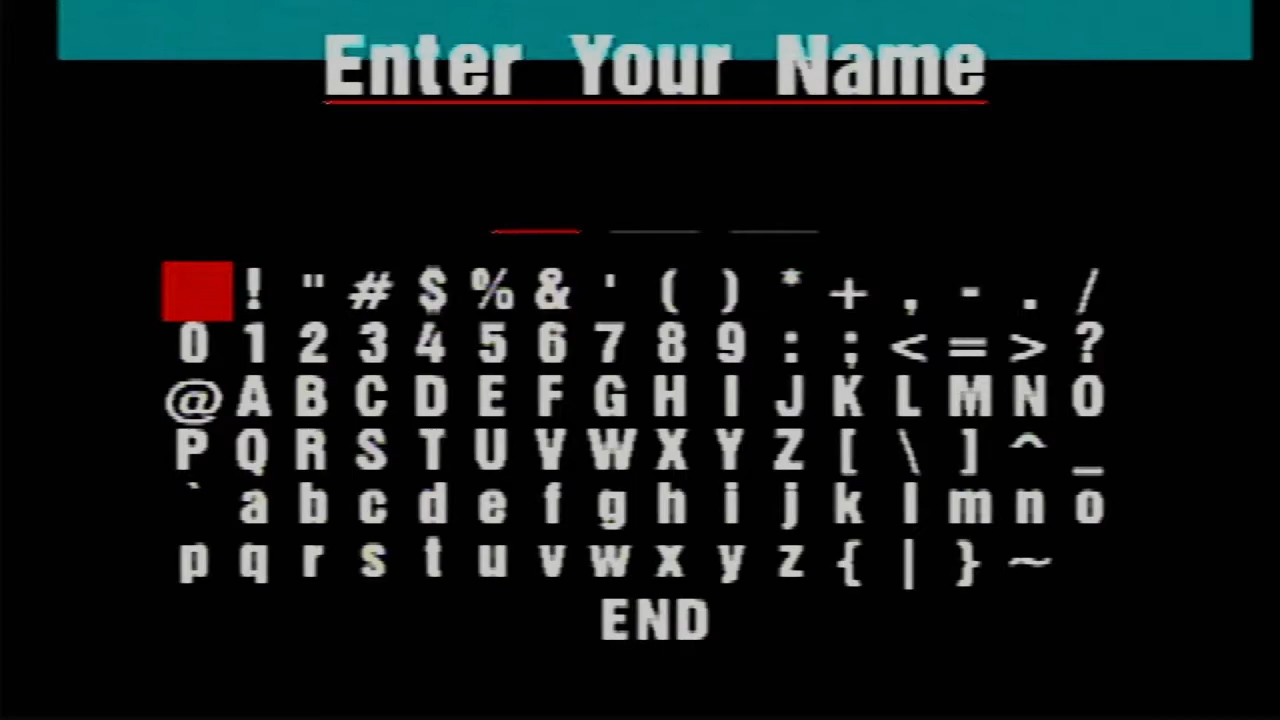 Enter Your Name
! " # $ % & ' ( ) * + , - . /
0 1 2 3 4 5 6 7 8 9 : ; < = > ?
@ A B C D E F G H I J K L M N O
P Q R S T U V W X Y Z [ \ ] ^ _
` a b c d e f g h i j k l m n o
p q r s t u v w x y z { | } ~
END